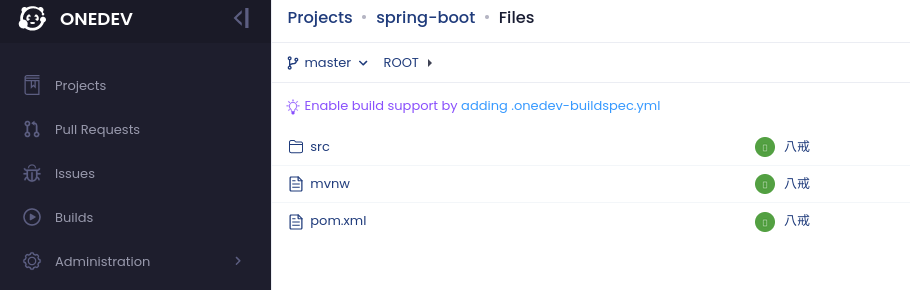 ONEDEV
Projects
Pull Requests
Issues
Builds
Administration
Projects • spring-boot • Files
master ROOT
Enable build support by adding .onedev-buildspec.yml
src 八戒
mvnw 八戒
pom.xml 八戒